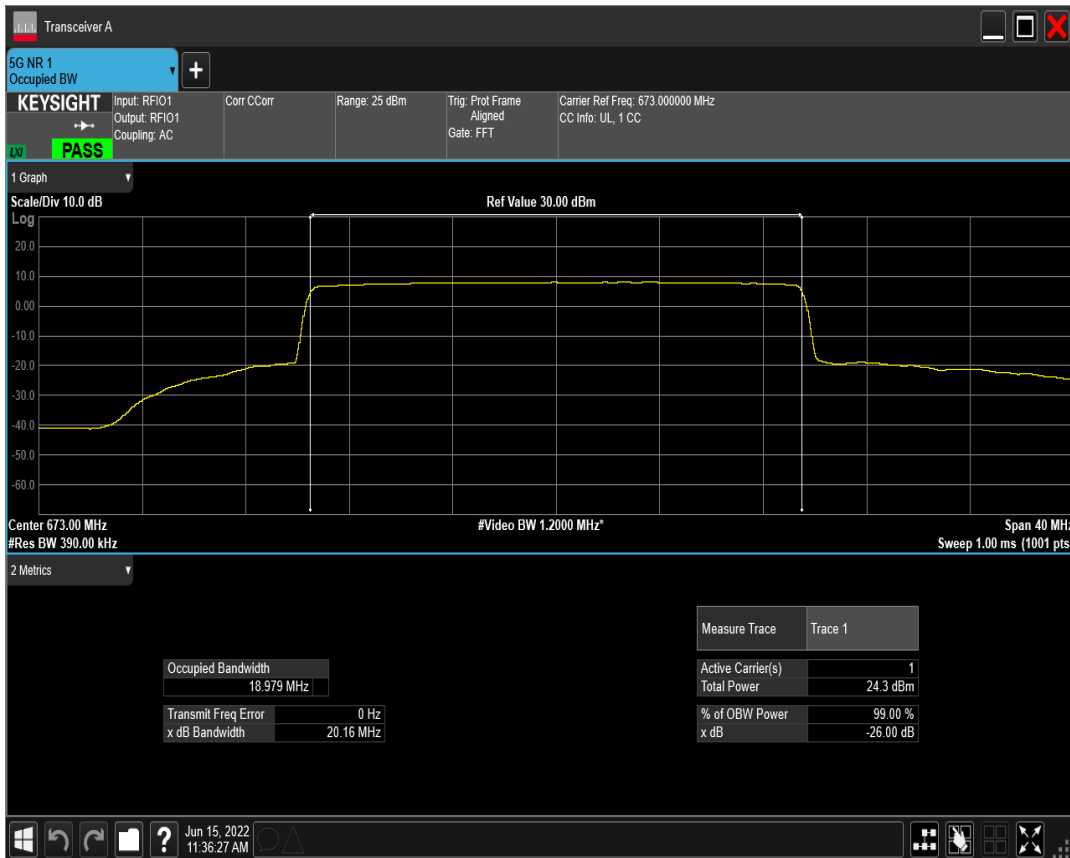 Transceiver A
5G NR 1
Occupied BW
+
KEYSIGHT
LXI
PASS
Input: RFIO1
Output: RFIO1
Coupling: AC
Corr CCorr
Range: 25 dBm
Trig: Prot Frame
Aligned
Gate: FFT
Carrier Ref Freq: 673.000000 MHz
CC Info: UL, 1 CC
1 Graph
Scale/Div 10.0 dB
Ref Value 30.00 dBm
Log
20.0
10.0
0.00
-10.0
-20.0
-30.0
-40.0
-50.0
-60.0
Center 673.00 MHz
#Video BW 1.2000 MHz*
Span 40 MHz
#Res BW 390.00 kHz
Sweep 1.00 ms (1001 pts
2 Metrics
Measure Trace Trace 1
Occupied Bandwidth
18.979 MHz
Active Carrier(s) 1
Total Power 24.3 dBm
Transmit Freq Error 0 Hz
x dB Bandwidth 20.16 MHz
% of OBW Power 99.00 %
x dB -26.00 dB
?
Jun 15, 2022
11:36:27 AM